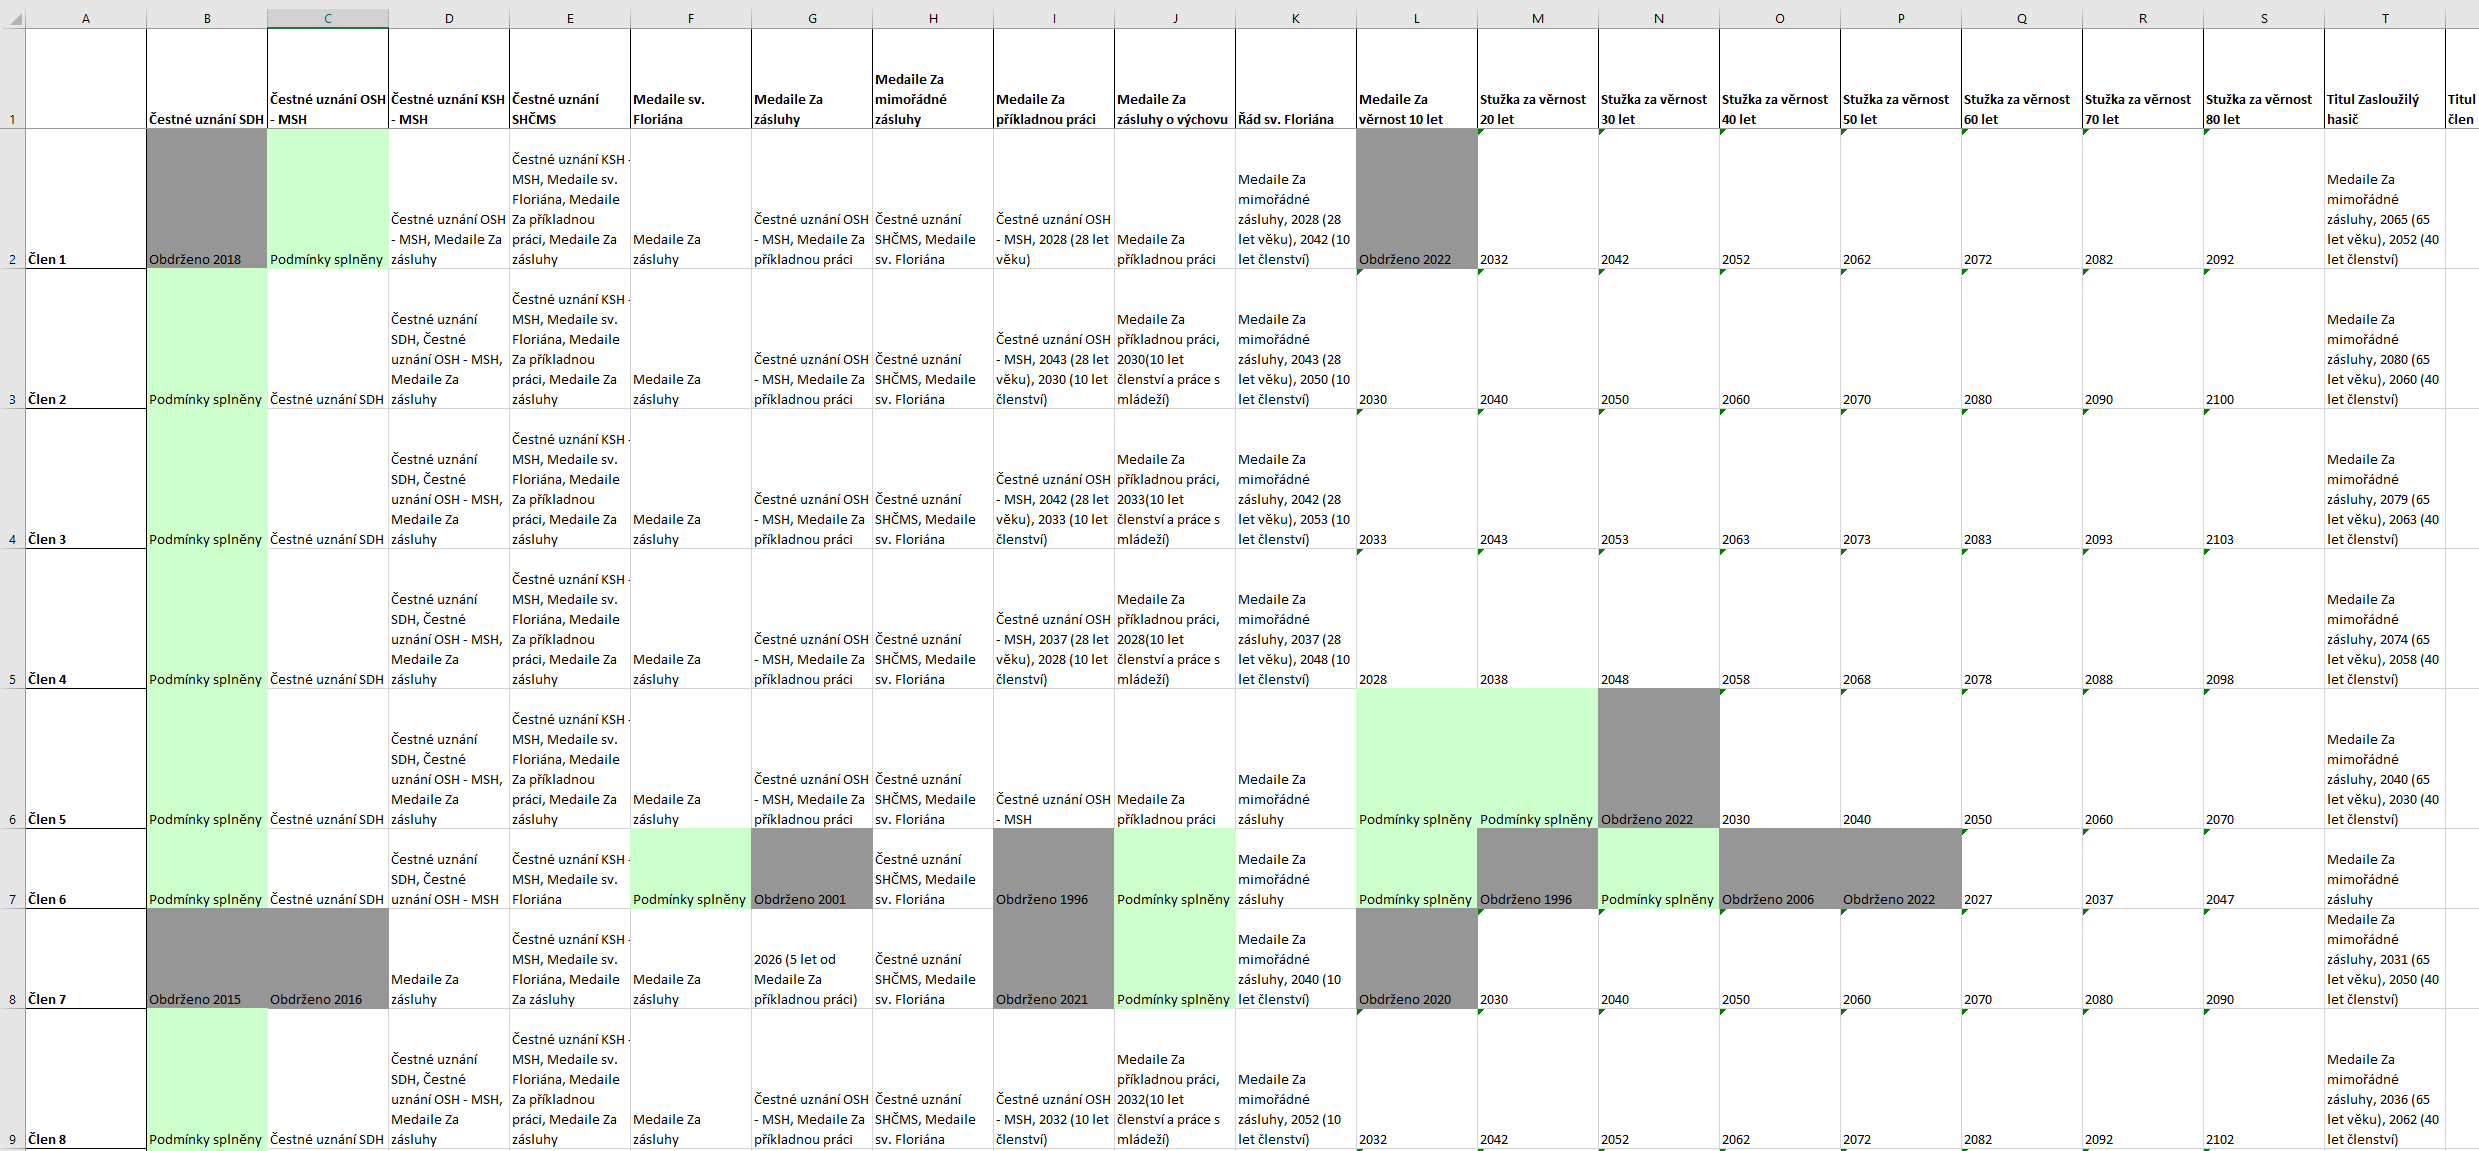 A
B
C
D
E
F
G
H
I
J
K
L
M
N
O
P
Q
R
S
T
1
Čestné uznání SDH
Čestné uznání OSH
- MSH
Čestné uznání KSH
- MSH
Čestné uznání
SHČMS
Medaile sv.
Floriána
Medaile Za
zásluhy
Medaile Za
mimořádné
zásluhy
Medaile Za
příkladnou práci
Medaile Za
zásluhy o výchovu
Řád sv. Floriána
Medaile Za
věrnost 10 let
Stužka za věrnost
20 let
Stužka za věrnost
30 let
Stužka za věrnost
40 let
Stužka za věrnost
50 let
Stužka za věrnost
60 let
Stužka za věrnost
70 let
Stužka za věrnost
80 let
Titul Zasloužilý
hasič
Titul
člen
2
Člen 1
Obdrženo 2018
Podmínky splněny
Čestné uznání OSH
- MSH, Medaile Za
zásluhy
Čestné uznání KSH -
MSH, Medaile sv.
Floriána, Medaile
Za příkladnou
práci, Medaile Za
zásluhy
Medaile Za
zásluhy
Čestné uznání OSH
- MSH, Medaile Za
příkladnou práci
Čestné uznání
SHČMS, Medaile
sv. Floriána
Čestné uznání OSH
- MSH, 2028 (28 let
věku)
Medaile Za
příkladnou práci
Medaile Za
mimořádné
zásluhy, 2028 (28
let věku), 2042 (10
let členství)
Obdrženo 2022
2032
2042
2052
2062
2072
2082
2092
Medaile Za
mimořádné
zásluhy, 2065 (65
let věku), 2052 (40
let členství)
3
Člen 2
Podmínky splněny
Čestné uznání SDH
Čestné uznání
SDH, Čestné
uznání OSH - MSH,
Medaile Za
zásluhy
Čestné uznání KSH -
MSH, Medaile sv.
Floriána, Medaile
Za příkladnou
práci, Medaile Za
zásluhy
Medaile Za
zásluhy
Čestné uznání OSH
- MSH, Medaile Za
příkladnou práci
Čestné uznání
SHČMS, Medaile
sv. Floriána
Čestné uznání OSH
- MSH, 2043 (28 let
věku), 2030 (10 let
členství)
Medaile Za
příkladnou práci,
2030(10 let
členství a práce s
mládeží)
Medaile Za
mimořádné
zásluhy, 2043 (28
let věku), 2050 (10
let členství)
2030
2040
2050
2060
2070
2080
2090
2100
Medaile Za
mimořádné
zásluhy, 2080 (65
let věku), 2060 (40
let členství)
4
Člen 3
Podmínky splněny
Čestné uznání SDH
Čestné uznání
SDH, Čestné
uznání OSH - MSH,
Medaile Za
zásluhy
Čestné uznání KSH -
MSH, Medaile sv.
Floriána, Medaile
Za příkladnou
práci, Medaile Za
zásluhy
Medaile Za
zásluhy
Čestné uznání OSH
- MSH, Medaile Za
příkladnou práci
Čestné uznání
SHČMS, Medaile
sv. Floriána
Čestné uznání OSH
- MSH, 2042 (28 let
věku), 2033 (10 let
členství)
Medaile Za
příkladnou práci,
2033(10 let
členství a práce s
mládeží)
Medaile Za
mimořádné
zásluhy, 2042 (28
let věku), 2053 (10
let členství)
2033
2043
2053
2063
2073
2083
2093
2103
Medaile Za
mimořádné
zásluhy, 2079 (65
let věku), 2063 (40
let členství)
5
Člen 4
Podmínky splněny
Čestné uznání SDH
Čestné uznání
SDH, Čestné
uznání OSH - MSH,
Medaile Za
zásluhy
Čestné uznání KSH -
MSH, Medaile sv.
Floriána, Medaile
Za příkladnou
práci, Medaile Za
zásluhy
Medaile Za
zásluhy
Čestné uznání OSH
- MSH, Medaile Za
příkladnou práci
Čestné uznání
SHČMS, Medaile
sv. Floriána
Čestné uznání OSH
- MSH, 2037 (28 let
věku), 2028 (10 let
členství)
Medaile Za
příkladnou práci,
2028(10 let
členství a práce s
mládeží)
Medaile Za
mimořádné
zásluhy, 2037 (28
let věku), 2048 (10
let členství)
2028
2038
2048
2058
2068
2078
2088
2098
Medaile Za
mimořádné
zásluhy, 2074 (65
let věku), 2058 (40
let členství)
6
Člen 5
Podmínky splněny
Čestné uznání SDH
Čestné uznání
SDH, Čestné
uznání OSH - MSH,
Medaile Za
zásluhy
Čestné uznání KSH -
MSH, Medaile sv.
Floriána, Medaile
Za příkladnou
práci, Medaile Za
zásluhy
Medaile Za
zásluhy
Čestné uznání OSH
- MSH, Medaile Za
příkladnou práci
Čestné uznání
SHČMS, Medaile
sv. Floriána
Čestné uznání OSH
- MSH
Medaile Za
příkladnou práci
Medaile Za
mimořádné
zásluhy
Podmínky splněny
Podmínky splněny
Obdrženo 2022
2030
2040
2050
2060
2070
Medaile Za
mimořádné
zásluhy, 2040 (65
let věku), 2030 (40
let členství)
7
Člen 6
Podmínky splněny
Čestné uznání SDH
Čestné uznání
SDH, Čestné
uznání OSH - MSH
Čestné uznání KSH -
MSH, Medaile sv.
Floriána
Podmínky splněny
Obdrženo 2001
Čestné uznání
SHČMS, Medaile
sv. Floriána
Obdrženo 1996
Podmínky splněny
Medaile Za
mimořádné
zásluhy
Podmínky splněny
Obdrženo 1996
Podmínky splněny
Obdrženo 2006
Obdrženo 2022
2027
2037
2047
Medaile Za
mimořádné
zásluhy
8
Člen 7
Obdrženo 2015
Obdrženo 2016
Medaile Za
zásluhy
Čestné uznání KSH -
MSH, Medaile sv.
Floriána, Medaile
Za zásluhy
Medaile Za
zásluhy
2026 (5 let od
Medaile Za
příkladnou práci)
Čestné uznání
SHČMS, Medaile
sv. Floriána
Obdrženo 2021
Podmínky splněny
Medaile Za
mimořádné
zásluhy, 2040 (10
let členství)
Obdrženo 2020
2030
2040
2050
2060
2070
2080
2090
Medaile Za
mimořádné
zásluhy, 2031 (65
let věku), 2050 (40
let členství)
9
Člen 8
Podmínky splněny
Čestné uznání SDH
Čestné uznání
SDH, Čestné
uznání OSH - MSH,
Medaile Za
zásluhy
Čestné uznání KSH -
MSH, Medaile sv.
Floriána, Medaile
Za příkladnou
práci, Medaile Za
zásluhy
Medaile Za
zásluhy
Čestné uznání OSH
- MSH, Medaile Za
příkladnou práci
Čestné uznání
SHČMS, Medaile
sv. Floriána
Čestné uznání OSH
- MSH, 2032 (10 let
členství)
Medaile Za
příkladnou práci,
2032(10 let
členství a práce s
mládeží)
Medaile Za
mimořádné
zásluhy, 2052 (10
let členství)
2032
2042
2052
2062
2072
2082
2092
2102
Medaile Za
mimořádné
zásluhy, 2036 (65
let věku), 2062 (40
let členství)